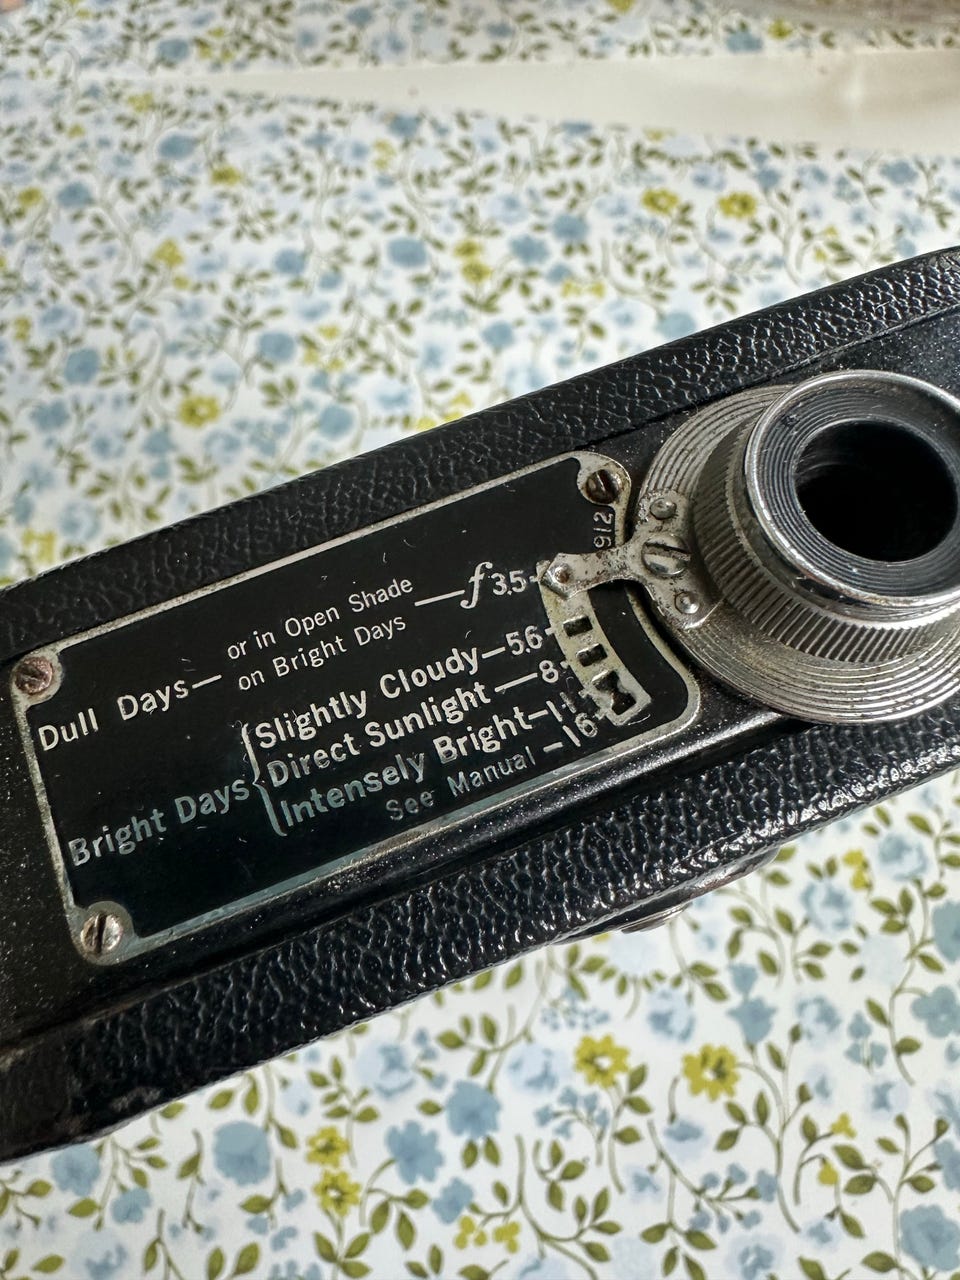 912
or in Open Shade
Dull Days— on Bright Days —f 3.5-
Slightly Cloudy—5.6-
Direct Sunlight—8-
Bright Days { Intensely Bright—11-
See Manual —16-